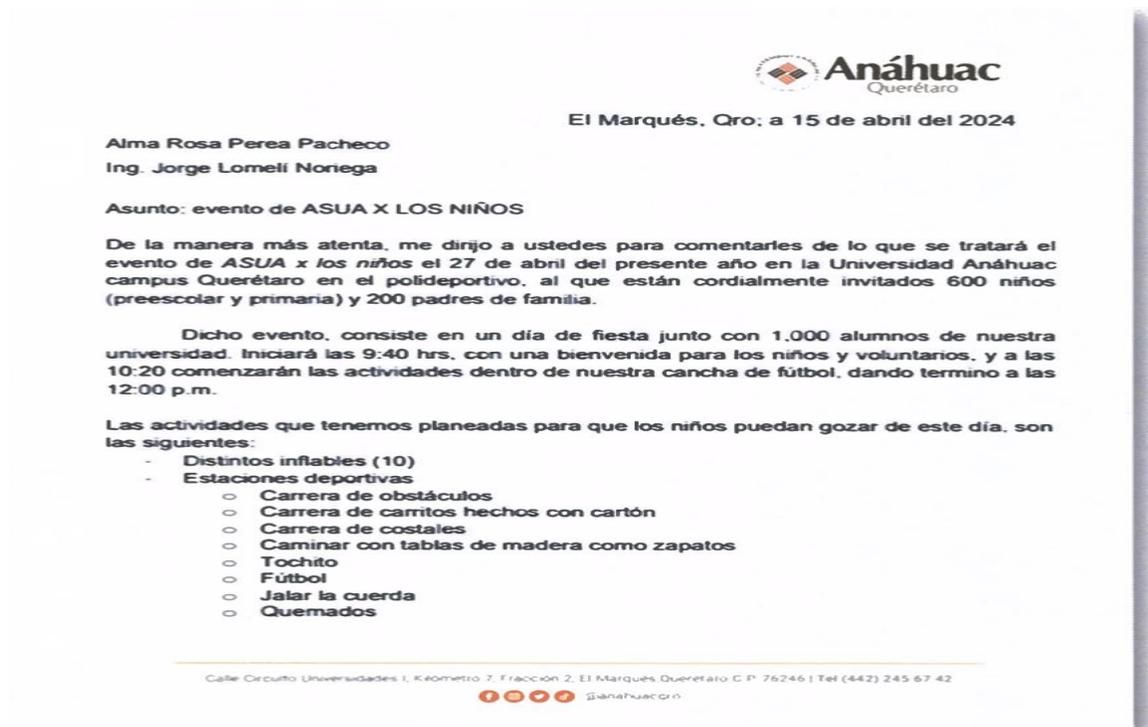 Anáhuac
Querétaro
El Marqués, Qro; a 15 de abril del 2024
Alma Rosa Perea Pacheco
Ing. Jorge Lomelí Noriega
Asunto: evento de ASUA X LOS NIÑOS
De la manera más atenta, me dirijo a ustedes para comentarles de lo que se tratará el
evento de ASUA x los niños el 27 de abril del presente año en la Universidad Anáhuac
campus Querétaro en el polideportivo, al que están cordialmente invitados 600 niños
(preescolar y primaria) y 200 padres de familia.
Dicho evento, consiste en un día de fiesta junto con 1,000 alumnos de nuestra
universidad. Iniciará las 9:40 hrs, con una bienvenida para los niños y voluntarios, y a las
10:20 comenzarán las actividades dentro de nuestra cancha de fútbol, dando termino a las
12:00 p.m.
Las actividades que tenemos planeadas para que los niños puedan gozar de este día, son
las siguientes:
- Distintos inflables (10)
- Estaciones deportivas
o Carrera de obstáculos
o Carrera de carritos hechos con cartón
o Carrera de costales
o Caminar con tablas de madera como zapatos
o Tochito
o Fútbol
o Jalar la cuerda
o Quemados
Calle Circuito Universidades I, Kilómetro 7, Fracción 2, El Marqués Querétaro C.P. 76246 | Tel (442) 245 67 42
@anahuacqro